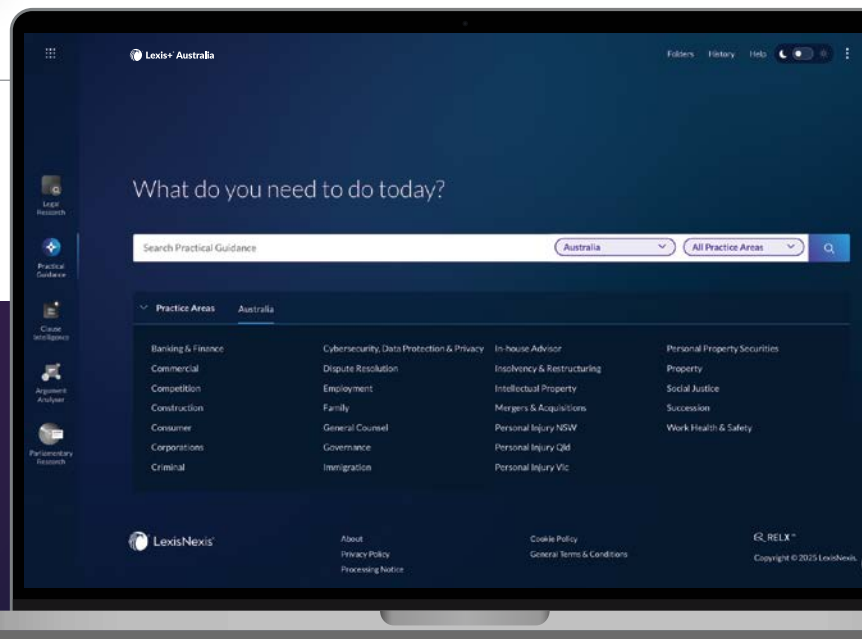 Lexis+ Australia
Folders History Help
Legal
Research
Practical
Guidance
Clause
Intelligence
Argument
Analyser
Parliamentary
Research
What do you need to do today?
Search Practical Guidance
Australia
All Practice Areas
Practice Areas Australia
Banking & Finance
Commercial
Competition
Construction
Consumer
Corporations
Criminal
Cybersecurity, Data Protection & Privacy
Dispute Resolution
Employment
Family
General Counsel
Governance
Immigration
In-house Advisor
Insolvency & Restructuring
Intellectual Property
Mergers & Acquisitions
Personal Injury NSW
Personal Injury Qld
Personal Injury Vic
Personal Property Securities
Property
Social Justice
Succession
Work Health & Safety
LexisNexis®
About
Privacy Policy
Processing Notice
Cookie Policy
General Terms & Conditions
RELX™
Copyright © 2025 LexisNexis.